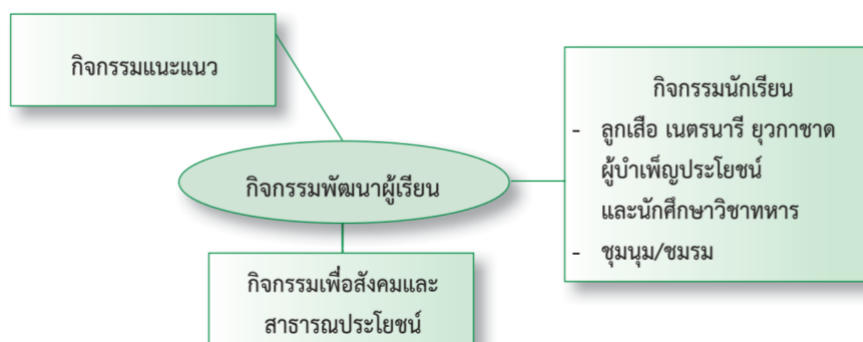 กิจกรรมแนะแนว
กิจกรรมนักเรียน
- ลูกเสือ เนตรนารี ยุวกาชาด
ผู้บำเพ็ญประโยชน์
และนักศึกษาวิชาทหาร
- ชุมนุม/ชมรม
กิจกรรมพัฒนาผู้เรียน
กิจกรรมเพื่อสังคมและ
สาธารณประโยชน์